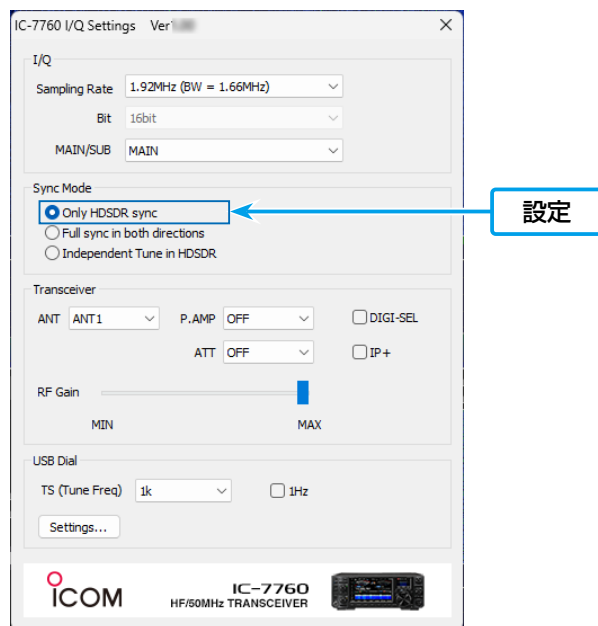 IC-7760 I/Q Settings Ver
I/Q
Sampling Rate 1.92MHz (BW = 1.66MHz)
Bit 16bit
MAIN/SUB MAIN
Sync Mode
Only HDSDR sync
設定
Full sync in both directions
Independent Tune in HDSDR
Transceiver
ANT ANT1 P.AMP OFF DIGI-SEL
ATT OFF IP+
RF Gain
MIN MAX
USB Dial
TS (Tune Freq) 1k 1Hz
Settings...
ICOM IC-7760
HF/50MHz TRANSCEIVER